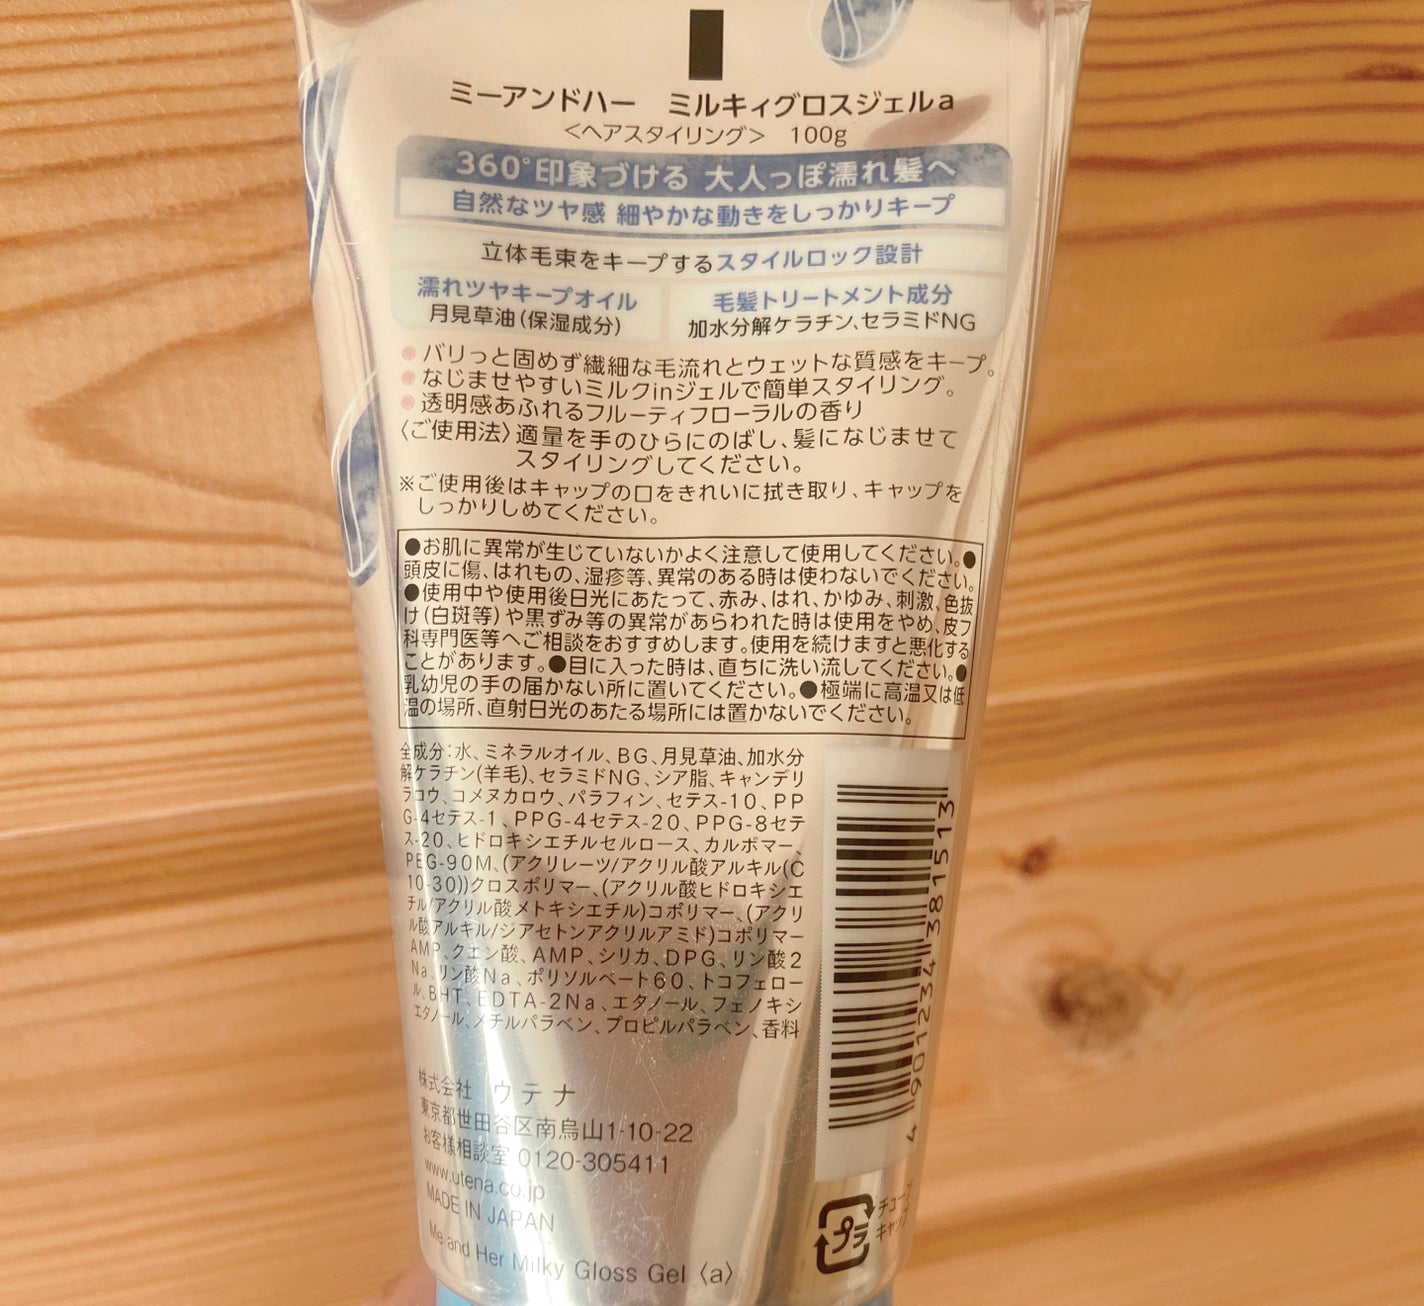 ミーアンドハー　ミルキィグロスジェルa
＜ヘアスタイリング＞　100g
360°印象づける 大人っぽ濡れ髪へ
自然なツヤ感 細やかな動きをしっかりキープ
立体毛束をキープするスタイルロック設計
濡れツヤキープオイル
月見草油(保湿成分)
毛髪トリートメント成分
加水分解ケラチン、セラミドNG
バリっと固めず繊細な毛流れとウェットな質感をキープ。
なじませやすいミルクinジェルで簡単スタイリング。
透明感あふれるフルーティフローラルの香り
〈ご使用法〉適量を手のひらにのばし、髪になじませて
スタイリングしてください。
※ご使用後はキャップの口をきれいに拭き取り、キャップを
しっかりしめてください。
●お肌に異常が生じていないかよく注意して使用してください。●
頭皮に傷、はれもの、湿疹等、異常のある時は使わないでください。
●使用中や使用後日光にあたって、赤み、はれ、かゆみ、刺激、色抜
け(白斑等)や黒ずみ等の異常があらわれた時は使用をやめ、皮フ
科専門医等へご相談をおすすめします。使用を続けますと悪化する
ことがあります。●目に入った時は、直ちに洗い流してください。●
乳幼児の手の届かない所に置いてください。●極端に高温又は低
温の場所、直射日光のあたる場所には置かないでください。
全成分：水、ミネラルオイル、BG、月見草油、加水分
解ケラチン(羊毛)、セラミドNG、シア脂、キャンデリ
ラロウ、コメヌカロウ、パラフィン、セテス-10、PP
G-4セテス-1、PPG-4セテス-20、PPG-8セテ
ス-20、ヒドロキシエチルセルロース、カルボマー、
PEG-90M、(アクリレーツ/アクリル酸アルキル(C
10-30))クロスポリマー、(アクリル酸ヒドロキシエ
チル/アクリル酸メトキシエチル)コポリマー、(アクリ
ル酸アルキル/ジアセトンアクリルアミド)コポリマー
AMP、クエン酸、AMP、シリカ、DPG、リン酸2
Na、リン酸Na、ポリソルベート60、トコフェロー
ル、BHT、EDTA-2Na、エタノール、フェノキシ
エタノール、メチルパラベン、プロピルパラベン、香料
4901234381513
株式会社　ウテナ
東京都世田谷区南烏山1-10-22
お客様相談室 0120-305411
www.utena.co.jp
MADE IN JAPAN
Me and Her Milky Gloss Gel〈a〉
プラ
チューブ